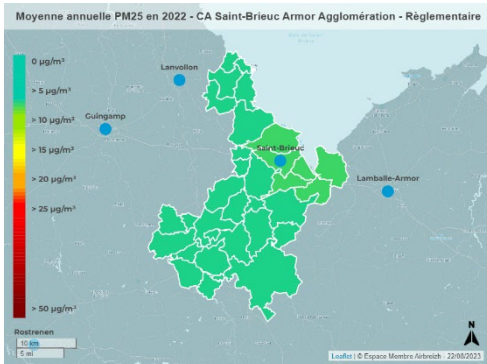 Moyenne annuelle PM25 en 2022 - CA Saint-Brieuc Armor Agglomération - Règlementaire
0 µg/m³
Lanvollon
> 5 µg/m³
> 10 µg/m³
Guingamp
> 15 µg/m³
Saint-Brieuc
> 20 µg/m³
Lamballe-Armor
> 25 µg/m³
> 50 µg/m³
Rostrenen
10 km
5 mi
N
Leaflet | © Espace Membre Airbreizh - 22/08/2023